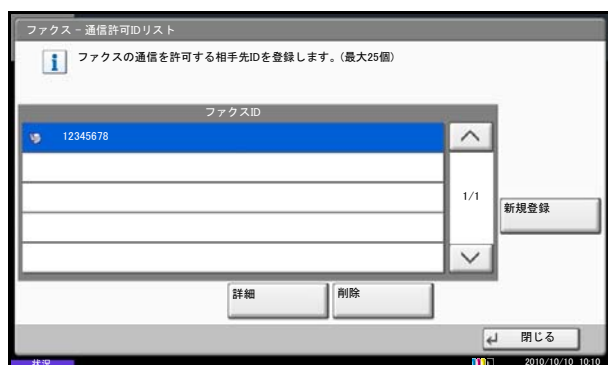 ファクス - 通信許可IDリスト
ファクスの通信を許可する相手先IDを登録します。(最大25個)
ファクスID
12345678
1/1
新規登録
詳細
削除
閉じる
状況
2010/10/10 10:10